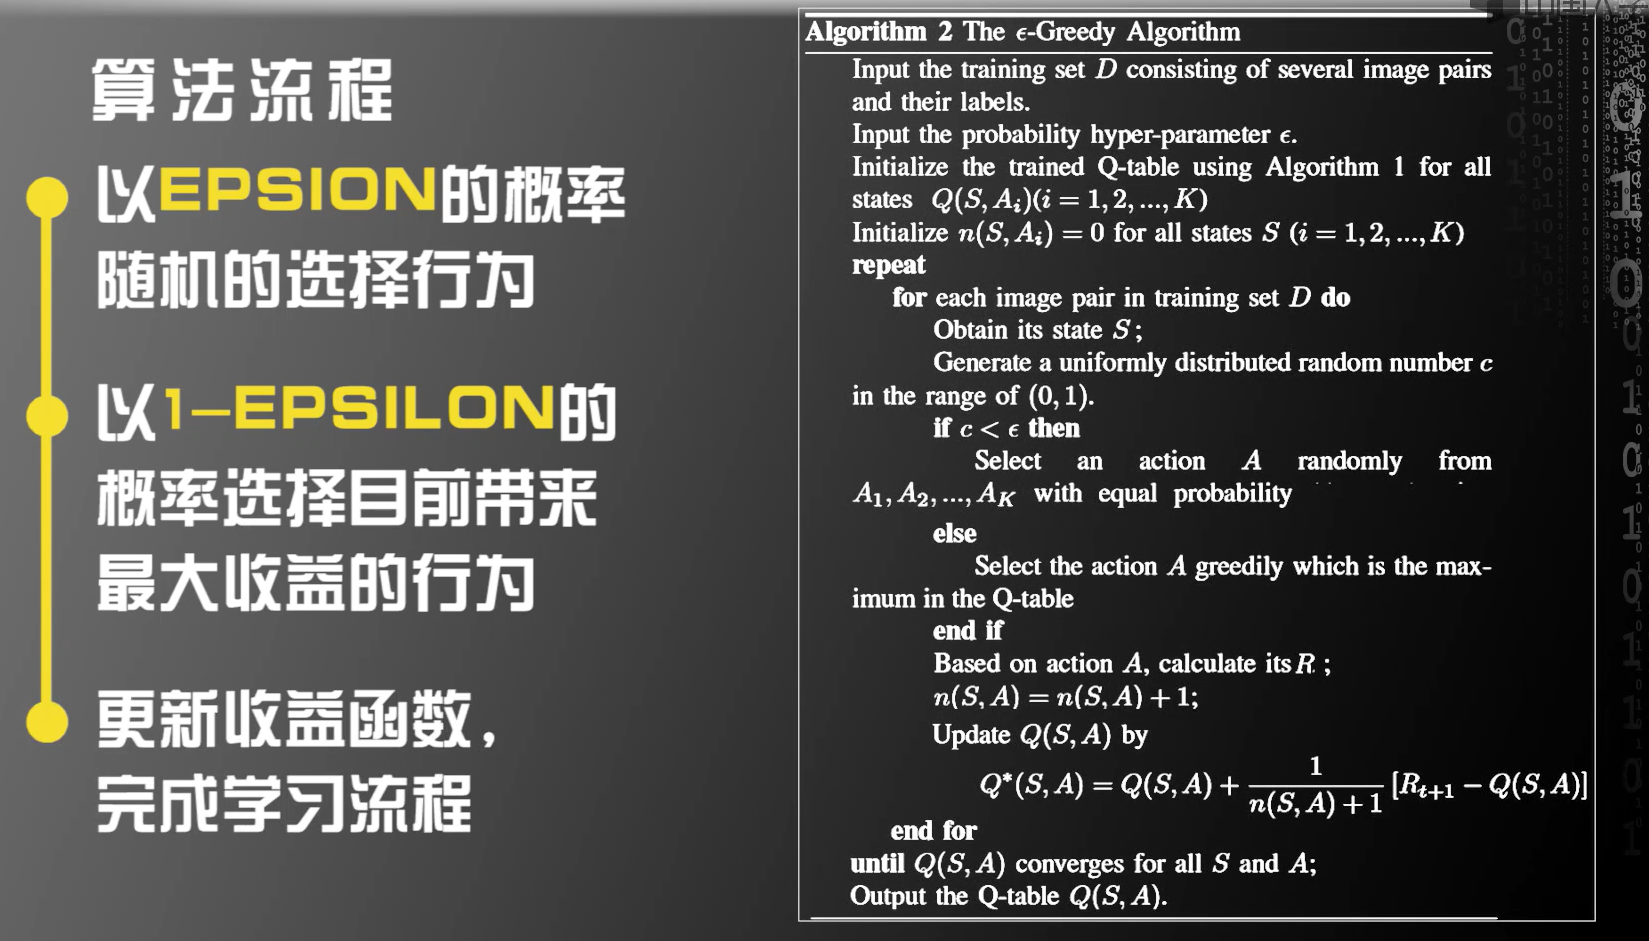 算法流程
以EPSION的概率
随机的选择行为
以1-EPSILON的
概率选择目前带来
最大收益的行为
更新收益函数，
完成学习流程
Algorithm 2 The ϵ-Greedy Algorithm
Input the training set D consisting of several image pairs
and their labels.
Input the probability hyper-parameter ϵ.
Initialize the trained Q-table using Algorithm 1 for all
states Q(S, A_i)(i = 1, 2, ..., K)
Initialize n(S, A_i) = 0 for all states S (i = 1, 2, ..., K)
repeat
for each image pair in training set D do
Obtain its state S;
Generate a uniformly distributed random number c
in the range of (0, 1).
if c < ϵ then
Select an action A randomly from
A_1, A_2, ..., A_K with equal probability
else
Select the action A greedily which is the max-
imum in the Q-table
end if
Based on action A, calculate its R ;
n(S, A) = n(S, A) + 1;
Update Q(S, A) by
Q*(S, A) = Q(S, A) + 1/(n(S, A) + 1) [R_{t+1} − Q(S, A)]
end for
until Q(S, A) converges for all S and A;
Output the Q-table Q(S, A).